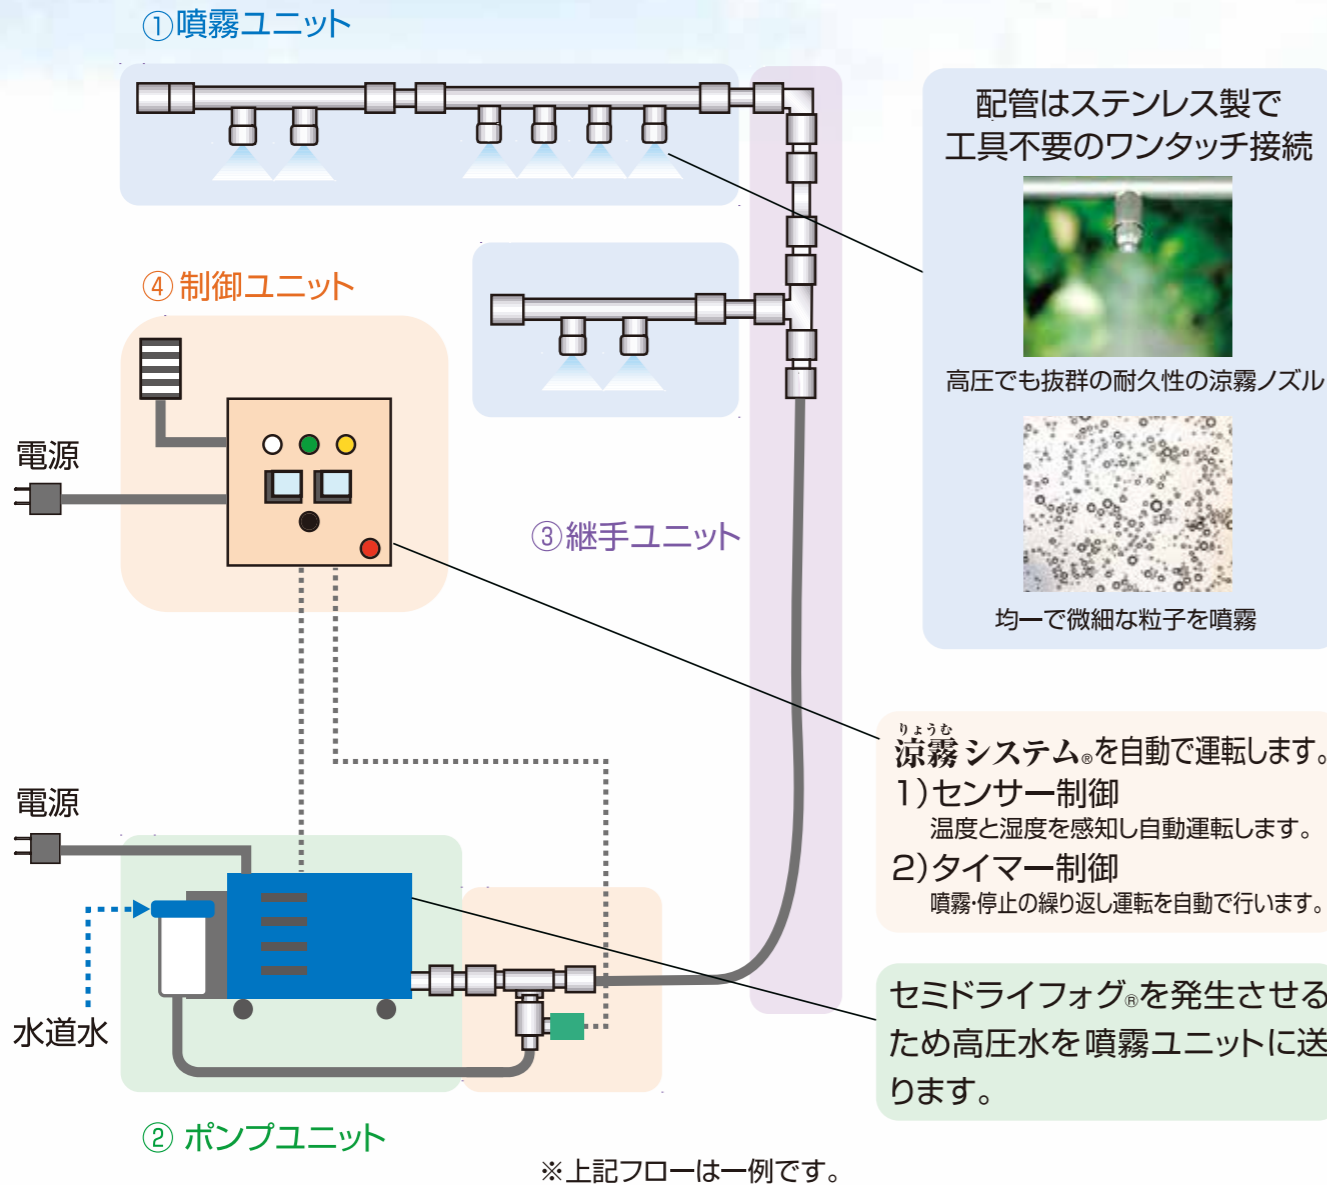 ①噴霧ユニット
配管はステンレス製で
工具不要のワンタッチ接続
高圧でも抜群の耐久性の涼霧ノズル
均一で微細な粒子を噴霧
④制御ユニット
電源
③継手ユニット
りょうむ
涼霧システム®を自動で運転します。
1)センサー制御
温度と湿度を感知し自動運転します。
2)タイマー制御
噴霧・停止の繰り返し運転を自動で行います。
電源
水道水
セミドライフォグ®を発生させる
ため高圧水を噴霧ユニットに送
ります。
②ポンプユニット
※上記フローは一例です。